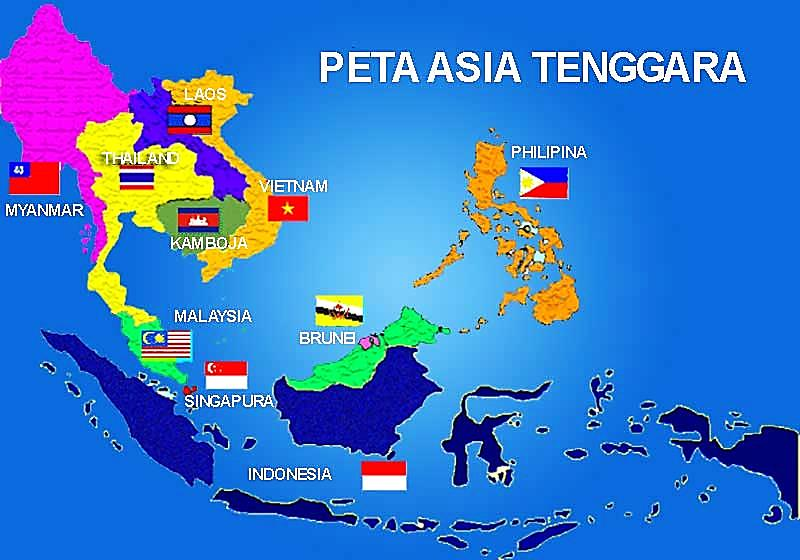 PETA ASIA TENGGARA
LAOS
THAILAND
PHILIPINA
VIETNAM
MYANMAR
KAMBOJA
MALAYSIA
BRUNEI
SINGAPURA
INDONESIA